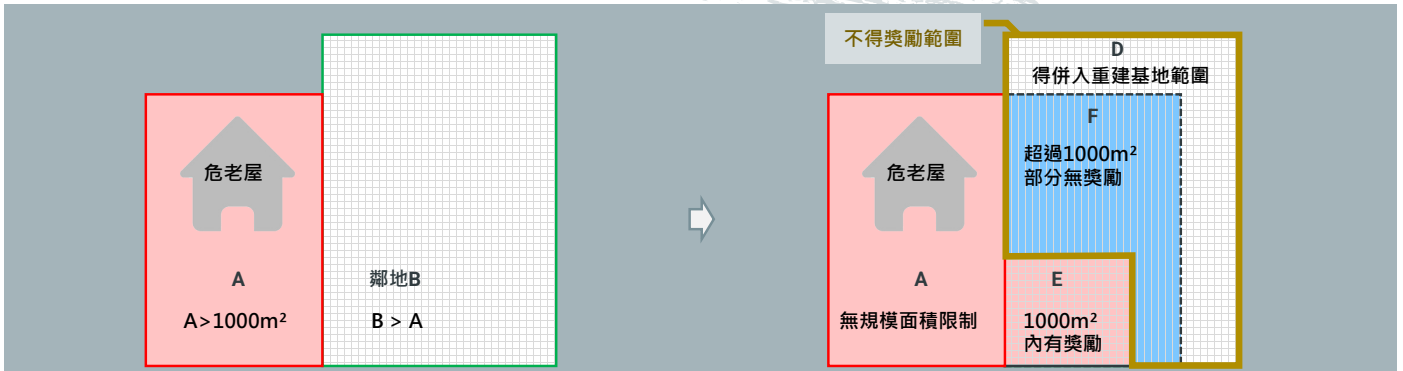 危老屋
A
A>1000m²
鄰地B
B > A
不得獎勵範圍
D
得併入重建基地範圍
F
超過1000m²
部分無獎勵
危老屋
A
無規模面積限制
E
1000m²
內有獎勵